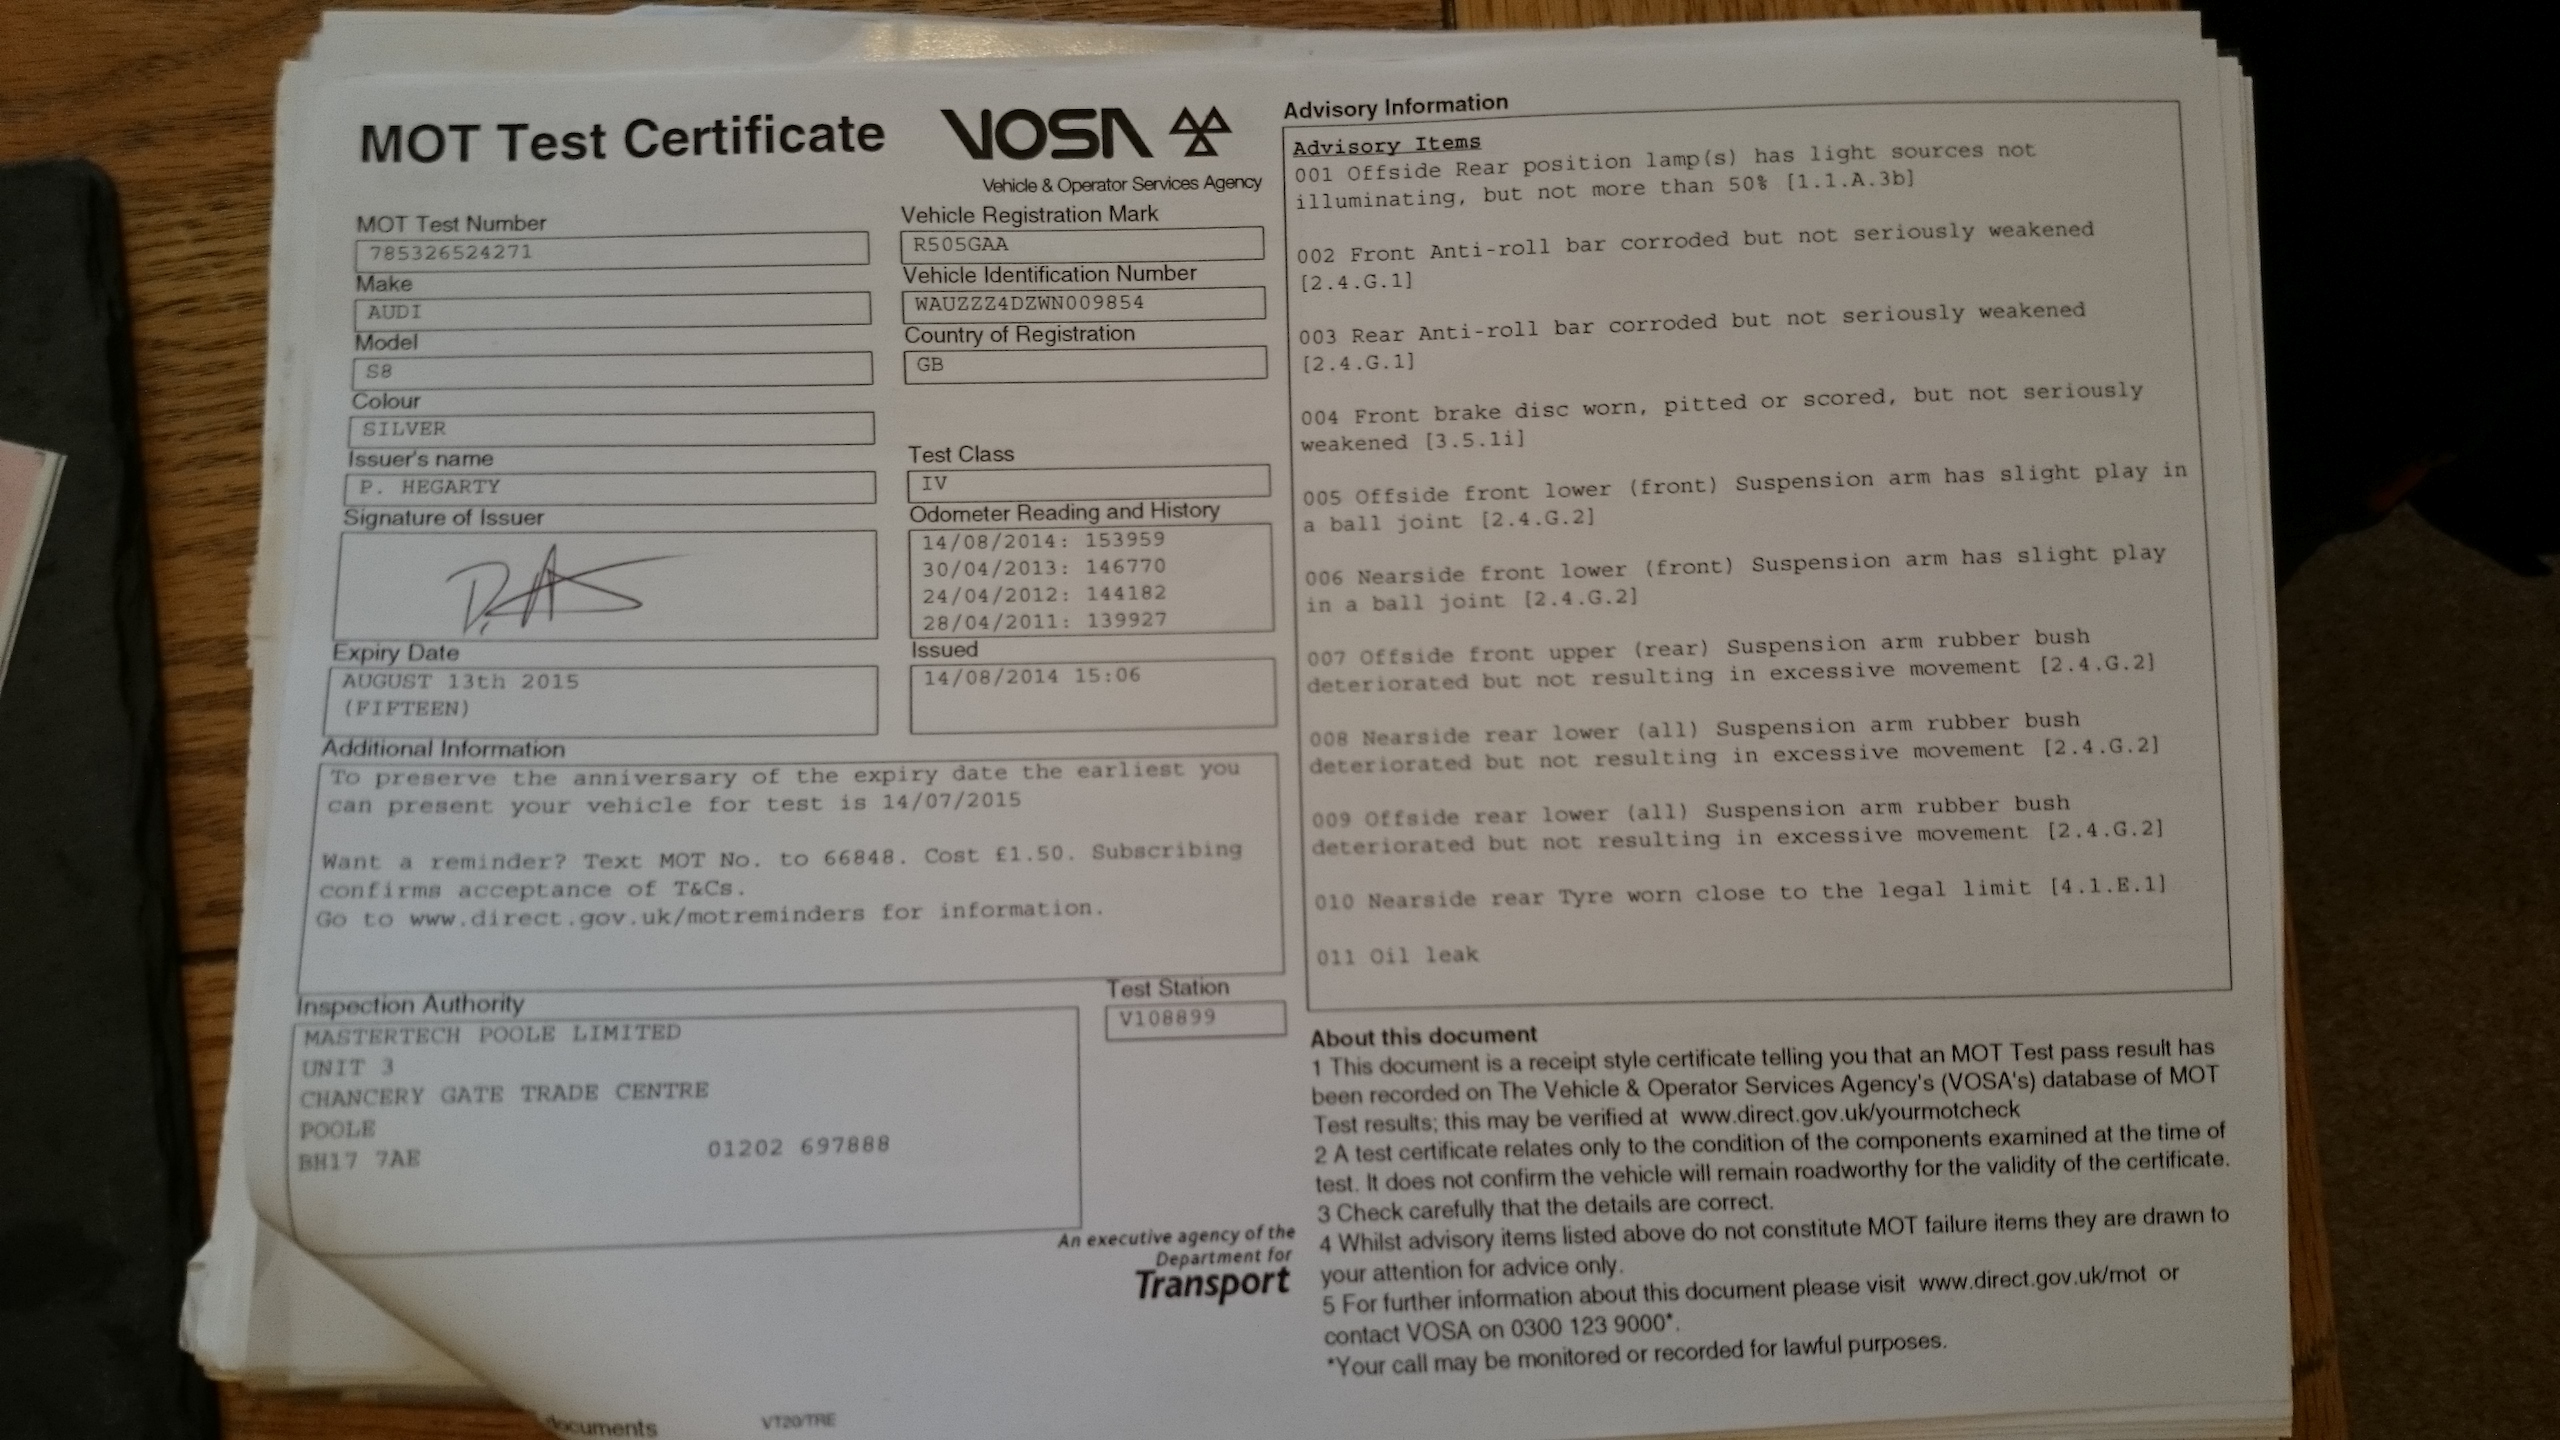 MOT Test Certificate
VOSA
Vehicle & Operator Services Agency
MOT Test Number
785326524271
Make
AUDI
Model
S8
Colour
SILVER
Issuer's name
P. HEGARTY
Signature of Issuer
Expiry Date
AUGUST 13th 2015
(FIFTEEN)
Vehicle Registration Mark
R505GAA
Vehicle Identification Number
WAUZZZ4DZWN009854
Country of Registration
GB
Test Class
IV
Odometer Reading and History
14/08/2014: 153959
30/04/2013: 146770
24/04/2012: 144182
28/04/2011: 139927
Issued
14/08/2014 15:06
Additional Information
To preserve the anniversary of the expiry date the earliest you
can present your vehicle for test is 14/07/2015
Want a reminder? Text MOT No. to 66848. Cost £1.50. Subscribing
confirms acceptance of T&Cs.
Go to www.direct.gov.uk/motreminders for information.
Inspection Authority
MASTERTECH POOLE LIMITED
UNIT 3
CHANCERY GATE TRADE CENTRE
POOLE
BH17 7AE 01202 697888
Test Station
V108899
An executive agency of the
Department for
Transport
documents
VT20/TRE
Advisory Information
Advisory Items
001 Offside Rear position lamp(s) has light sources not
illuminating, but not more than 50% [1.1.A.3b]
002 Front Anti-roll bar corroded but not seriously weakened
[2.4.G.1]
003 Rear Anti-roll bar corroded but not seriously weakened
[2.4.G.1]
004 Front brake disc worn, pitted or scored, but not seriously
weakened [3.5.1i]
005 Offside front lower (front) Suspension arm has slight play in
a ball joint [2.4.G.2]
006 Nearside front lower (front) Suspension arm has slight play
in a ball joint [2.4.G.2]
007 Offside front upper (rear) Suspension arm rubber bush
deteriorated but not resulting in excessive movement [2.4.G.2]
008 Nearside rear lower (all) Suspension arm rubber bush
deteriorated but not resulting in excessive movement [2.4.G.2]
009 Offside rear lower (all) Suspension arm rubber bush
deteriorated but not resulting in excessive movement [2.4.G.2]
010 Nearside rear Tyre worn close to the legal limit [4.1.E.1]
011 Oil leak
About this document
1 This document is a receipt style certificate telling you that an MOT Test pass result has
been recorded on The Vehicle & Operator Services Agency's (VOSA's) database of MOT
Test results; this may be verified at www.direct.gov.uk/yourmotcheck
2 A test certificate relates only to the condition of the components examined at the time of
test. It does not confirm the vehicle will remain roadworthy for the validity of the certificate.
3 Check carefully that the details are correct.
4 Whilst advisory items listed above do not constitute MOT failure items they are drawn to
your attention for advice only.
5 For further information about this document please visit www.direct.gov.uk/mot or
contact VOSA on 0300 123 9000*.
*Your call may be monitored or recorded for lawful purposes.